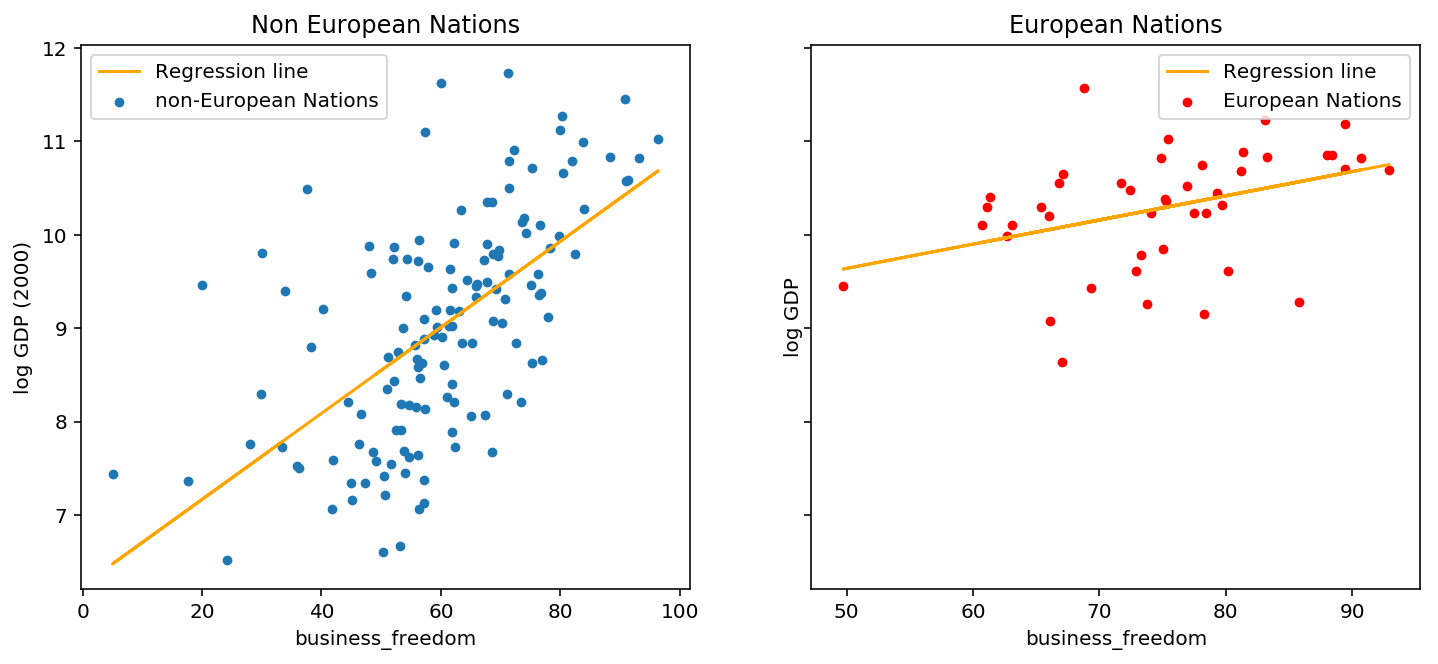 Non European Nations
Regression line
non-European Nations
12
11
10
9
8
7
log GDP (2000)
0 20 40 60 80 100
business_freedom
European Nations
Regression line
European Nations
log GDP
50 60 70 80 90
business_freedom